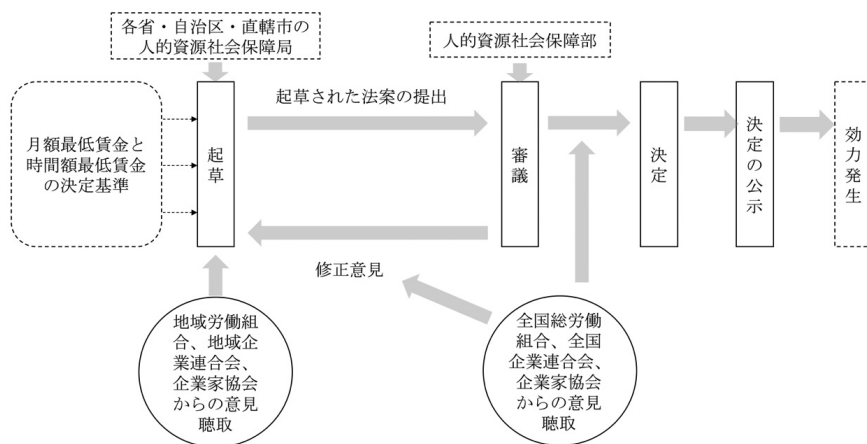 各省・自治区・直轄市の
人的資源社会保障局
人的資源社会保障部
月額最低賃金と
時間額最低賃金
の決定基準
起草
起草された法案の提出
審議
決定
決定の公示
効力発生
修正意見
地域労働組
合、地域企
業連合会、
企業家協会
からの意見
聴取
全国総労働
組合、全国
企業連合会、
企業家協会
からの意見
聴取